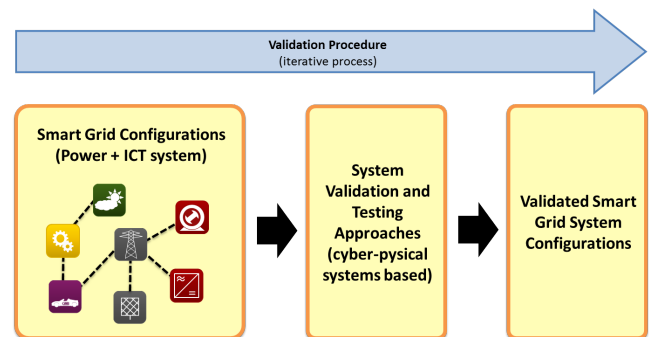 Validation Procedure
(iterative process)
Smart Grid Configurations
(Power + ICT system)
System
Validation and
Testing
Approaches
(cyber-pysical
systems based)
Validated Smart
Grid System
Configurations